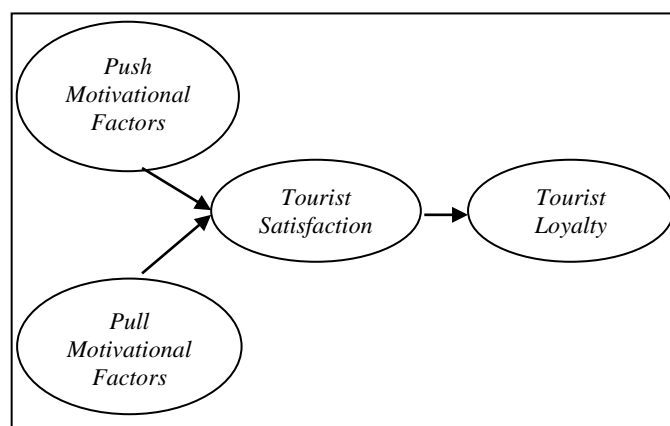 Push
Motivational
Factors
Tourist
Satisfaction
Tourist
Loyalty
Pull
Motivational
Factors